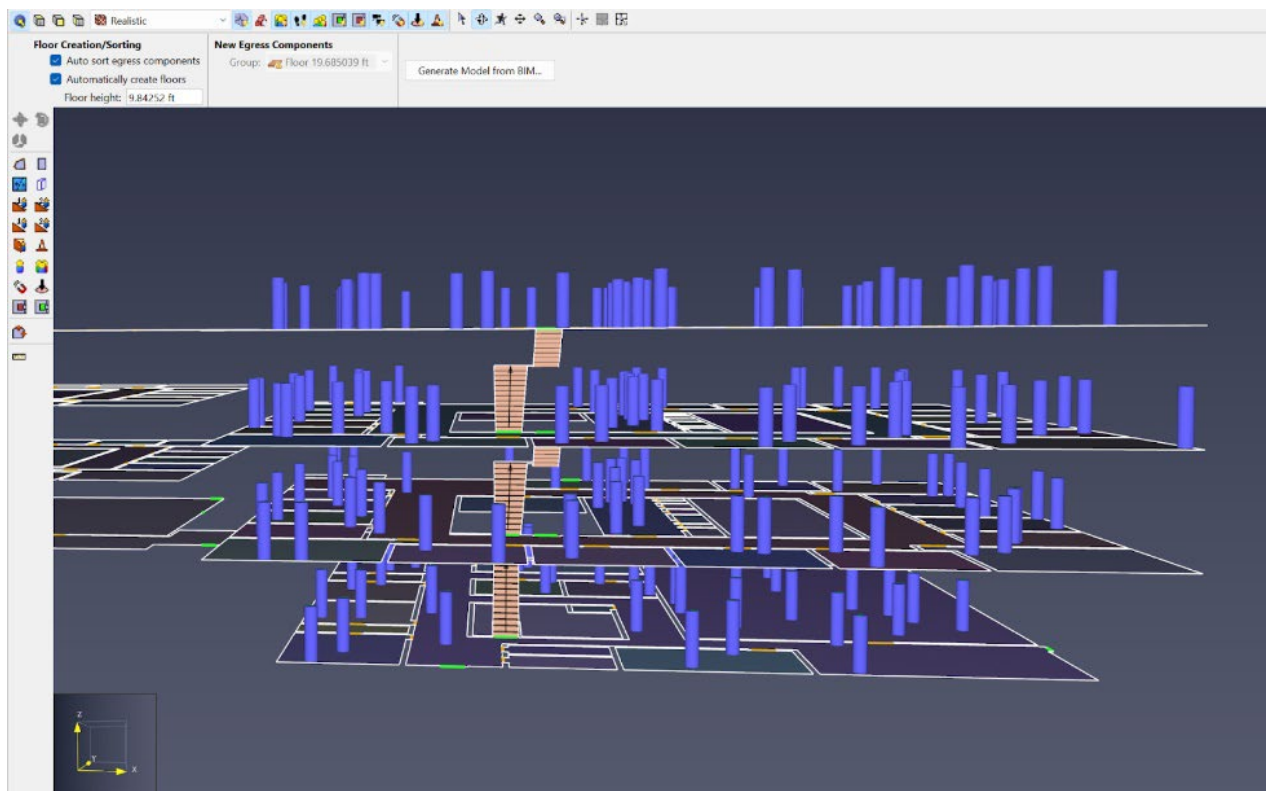 Realistic
Floor Creation/Sorting
Auto sort egress components
Automatically create floors
Floor height: 9.84252 ft
New Egress Components
Group: Floor 19.685039 ft
Generate Model from BIM...
Z
Y
X